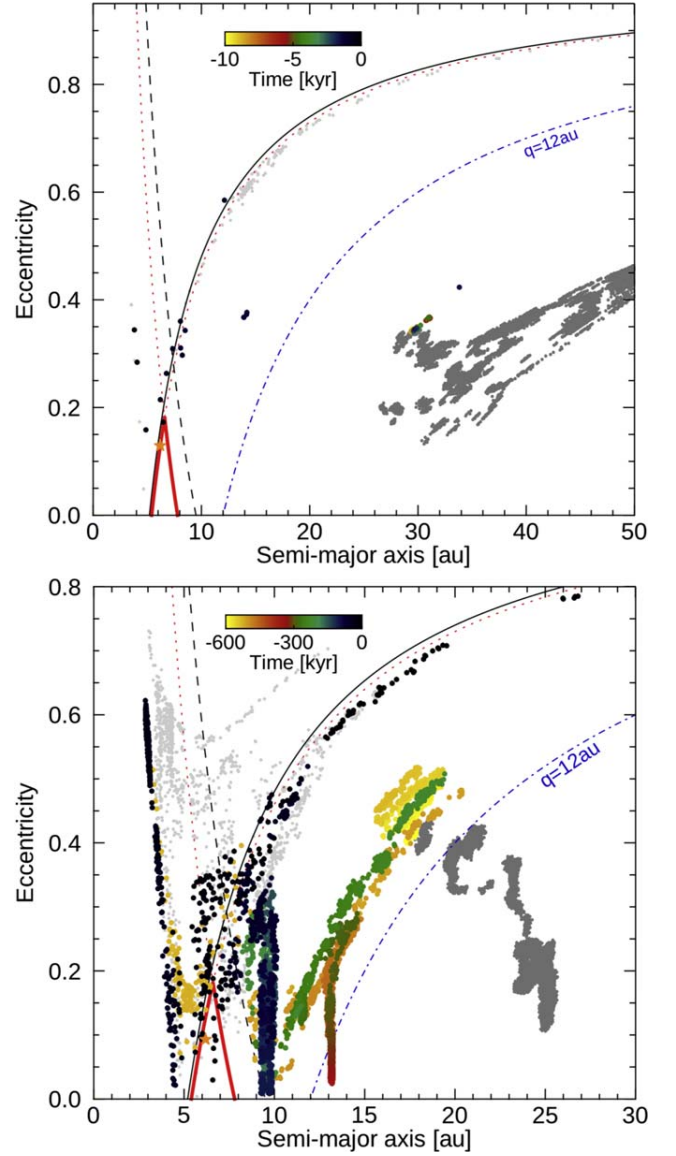 -10 -5 0
Time [kyr]
q=12au
0.8
0.6
0.4
0.2
0.0
Eccentricity
0 10 20 30 40 50
Semi-major axis [au]
0.8
-600 -300 0
Time [kyr]
q=12au
0.6
0.4
0.2
0.0
Eccentricity
0 5 10 15 20 25 30
Semi-major axis [au]